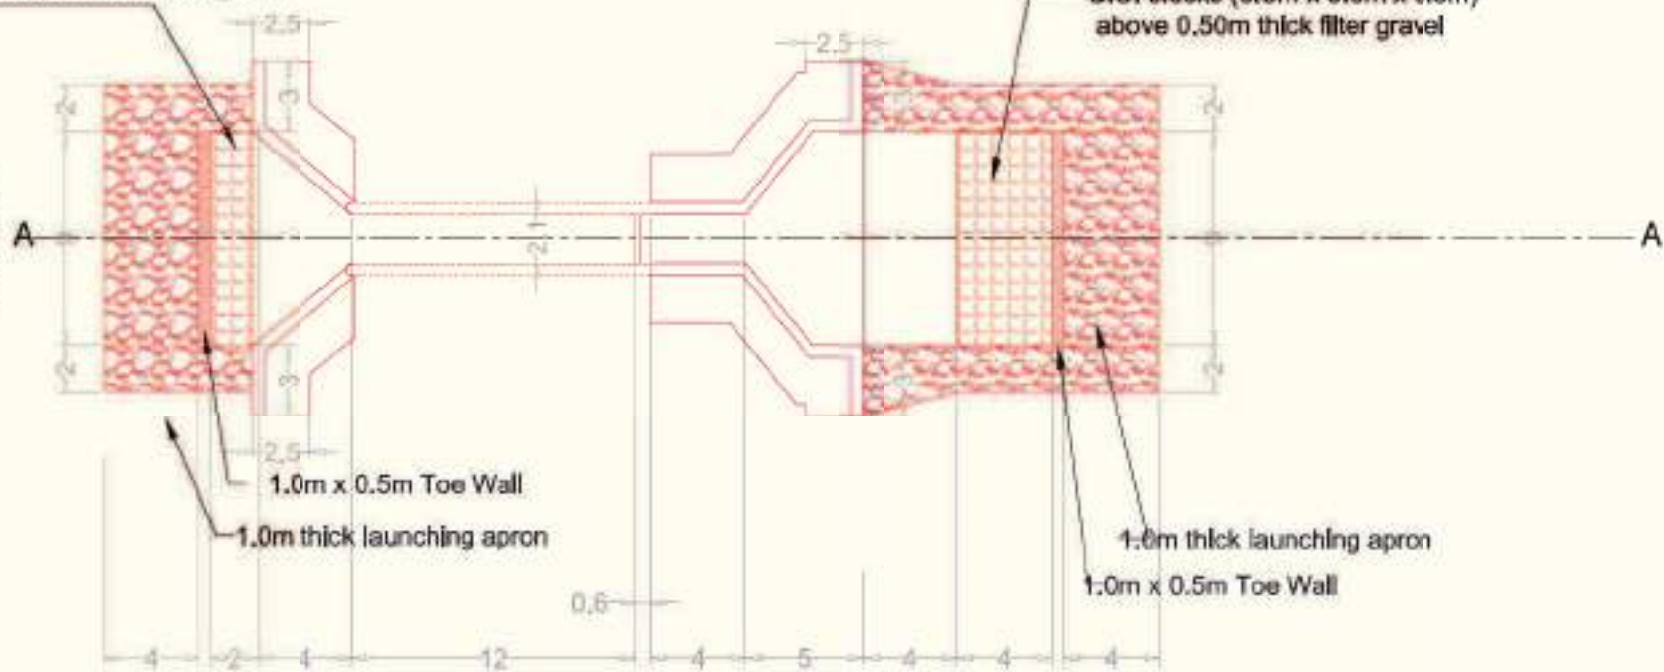 above 0.50m thick filter gravel
2.5
2.5
3
2
2
A
2.1
A
3
2
2
2.5
1.0m x 0.5m Toe Wall
1.0m thick launching apron
1.0m thick launching apron
1.0m x 0.5m Toe Wall
0.6
4 2 4 12 4 5 4 4 4